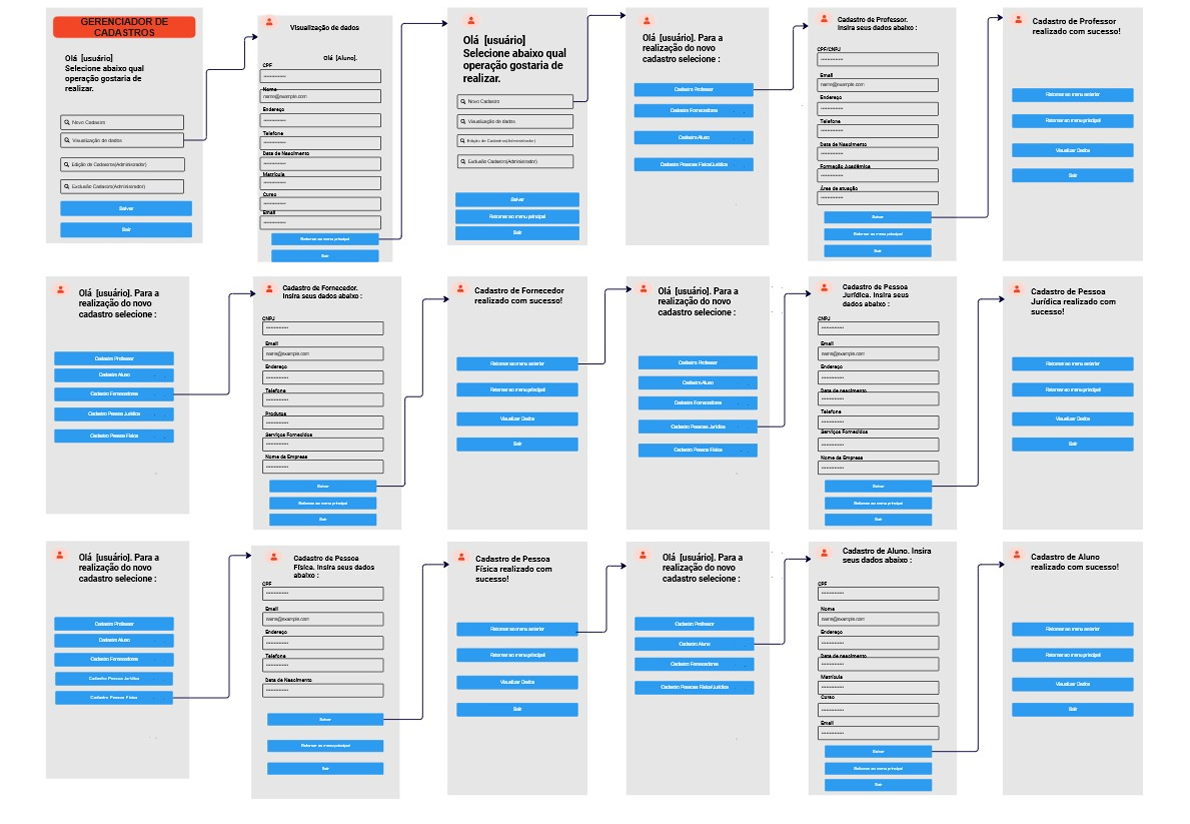 GERENCIADOR DE
CADASTROS
Olá [usuário]
Selecione abaixo qual
operação gostaria de
realizar.
Novo Cadastro
Visualização de dados
Edição de Cadastros(Administrador)
Exclusão Cadastro(Administrador)
Salvar
Sair
Visualização de dados
Olá [Aluno].
CPF
Nome
name@example.com
Endereço
Telefone
Data de Nascimento
Matrícula
Curso
Email
Retornar ao menu principal
Sair
Olá [usuário]
Selecione abaixo qual
operação gostaria de
realizar.
Novo Cadastro
Visualização de dados
Edição de Cadastros(Administrador)
Exclusão Cadastro(Administrador)
Salvar
Retornar ao menu principal
Sair
Olá [usuário]. Para a
realização do novo
cadastro selecione :
Cadastro Professor
Cadastro Fornecedores
Cadastro Aluno
Cadastro Pessoas Física/Jurídica
Cadastro de Professor.
Insira seus dados abaixo :
CPF/CNPJ
Email
name@example.com
Endereço
Telefone
Data de Nascimento
Formação Acadêmica
Área de atuação
Salvar
Retornar ao menu principal
Sair
Cadastro de Professor
realizado com sucesso!
Retornar ao menu anterior
Retornar ao menu principal
Visualizar Dados
Sair
Olá [usuário]. Para a
realização do novo
cadastro selecione :
Cadastro Professor
Cadastro Aluno
Cadastro Fornecedores
Cadastro Pessoa Jurídica
Cadastro Pessoa Física
Cadastro de Fornecedor.
Insira seus dados abaixo :
CNPJ
Email
name@example.com
Endereço
Telefone
Produtos
Serviços Fornecidos
Nome da Empresa
Salvar
Retornar ao menu principal
Sair
Cadastro de Fornecedor
realizado com sucesso!
Retornar ao menu anterior
Retornar ao menu principal
Visualizar Dados
Sair
Olá [usuário]. Para a
realização do novo
cadastro selecione :
Cadastro Professor
Cadastro Aluno
Cadastro Fornecedores
Cadastro Pessoas Jurídica
Cadastro Pessoa Física
Cadastro de Pessoa
Jurídica. Insira seus
dados abaixo :
CNPJ
Email
name@example.com
Endereço
Data de nascimento
Telefone
Serviços Fornecidos
Nome da Empresa
Salvar
Retornar ao menu principal
Sair
Cadastro de Pessoa
Jurídica realizado com
sucesso!
Retornar ao menu anterior
Retornar ao menu principal
Visualizar Dados
Sair
Olá [usuário]. Para a
realização do novo
cadastro selecione :
Cadastro Professor
Cadastro Aluno
Cadastro Fornecedores
Cadastro Pessoa Jurídica
Cadastro Pessoa Física
Cadastro de Pessoa
Física. Insira seus dados
abaixo :
CPF
Email
name@example.com
Endereço
Telefone
Data de Nascimento
Salvar
Retornar ao menu principal
Sair
Cadastro de Pessoa
Física realizado com
sucesso!
Retornar ao menu anterior
Retornar ao menu principal
Visualizar Dados
Sair
Olá [usuário]. Para a
realização do novo
cadastro selecione :
Cadastro Professor
Cadastro Aluno
Cadastro Fornecedores
Cadastro Pessoas Física/Jurídica
Cadastro de Aluno. Insira
seus dados abaixo :
CPF
Nome
name@example.com
Endereço
Data de nascimento
Matrícula
Curso
Email
Salvar
Retornar ao menu principal
Sair
Cadastro de Aluno
realizado com sucesso!
Retornar ao menu anterior
Retornar ao menu principal
Visualizar Dados
Sair